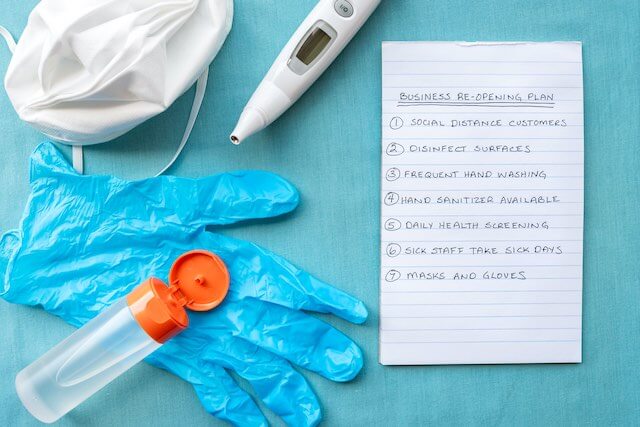 I/O
BUSINESS RE-OPENING PLAN
1 SOCIAL DISTANCE CUSTOMERS
2 DISINFECT SURFACES
3 FREQUENT HAND WASHING
4 HAND SANITIZER AVAILABLE
5 DAILY HEALTH SCREENING
6 SICK STAFF TAKE SICK DAYS
7 MASKS AND GLOVES